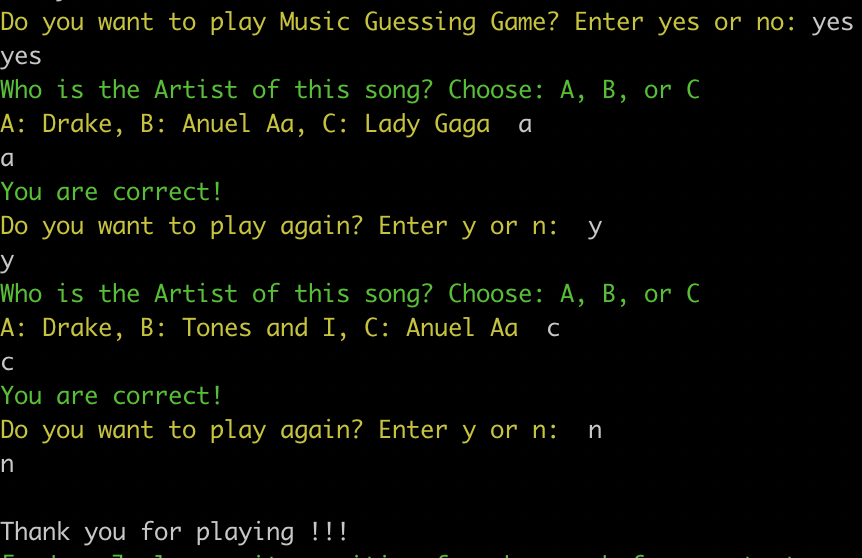 Do you want to play Music Guessing Game? Enter yes or no: yes
yes
Who is the Artist of this song? Choose: A, B, or C
A: Drake, B: Anuel Aa, C: Lady Gaga  a
a
You are correct!
Do you want to play again? Enter y or n:  y
y
Who is the Artist of this song? Choose: A, B, or C
A: Drake, B: Tones and I, C: Anuel Aa  c
c
You are correct!
Do you want to play again? Enter y or n:  n
n
Thank you for playing !!!